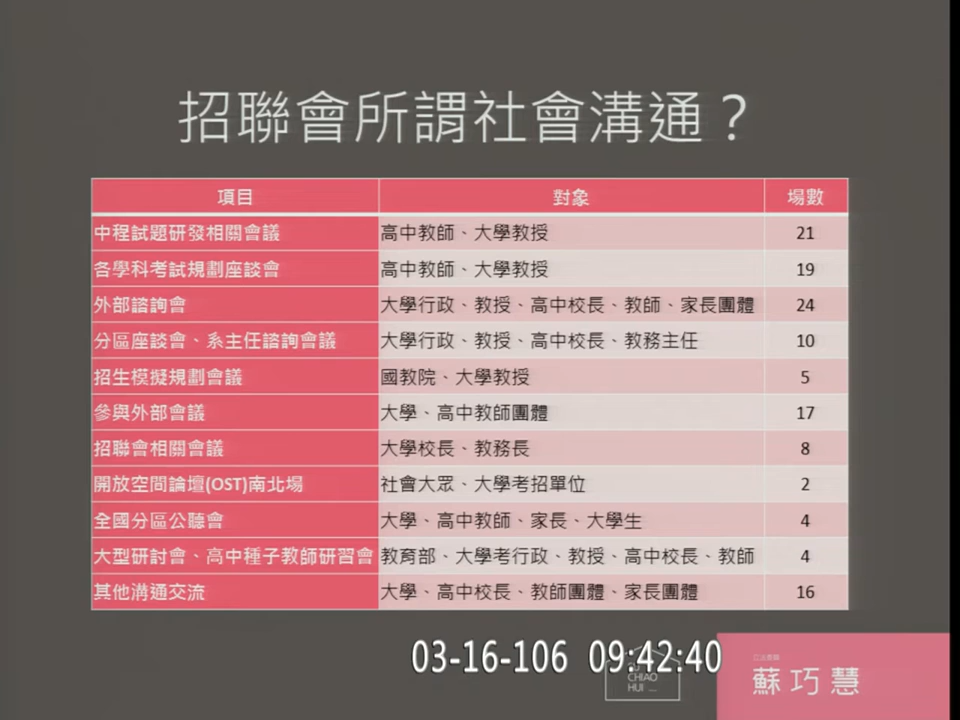 招聯會所謂社會溝通？
項目 對象 場數
中程試題研發相關會議 高中教師、大學教授 21
各學科考試規劃座談會 高中教師、大學教授 19
外部諮詢會 大學行政、教授、高中校長、教師、家長團體 24
分區座談會、系主任諮詢會議 大學行政、教授、高中校長、教務主任 10
招生模擬規劃會議 國教院、大學教授 5
參與外部會議 大學、高中教師團體 17
招聯會相關會議 大學校長、教務長 8
開放空間論壇(OST)南北場 社會大眾、大學考招單位 2
全國分區公聽會 大學、高中教師、家長、大學生 4
大型研討會、高中種子教師研習會 教育部、大學考行政、教授、高中校長、教師 4
其他溝通交流 大學、高中校長、教師團體、家長團體 16
03-16-106 09:42:40
CHIAO
HUI
蘇巧慧